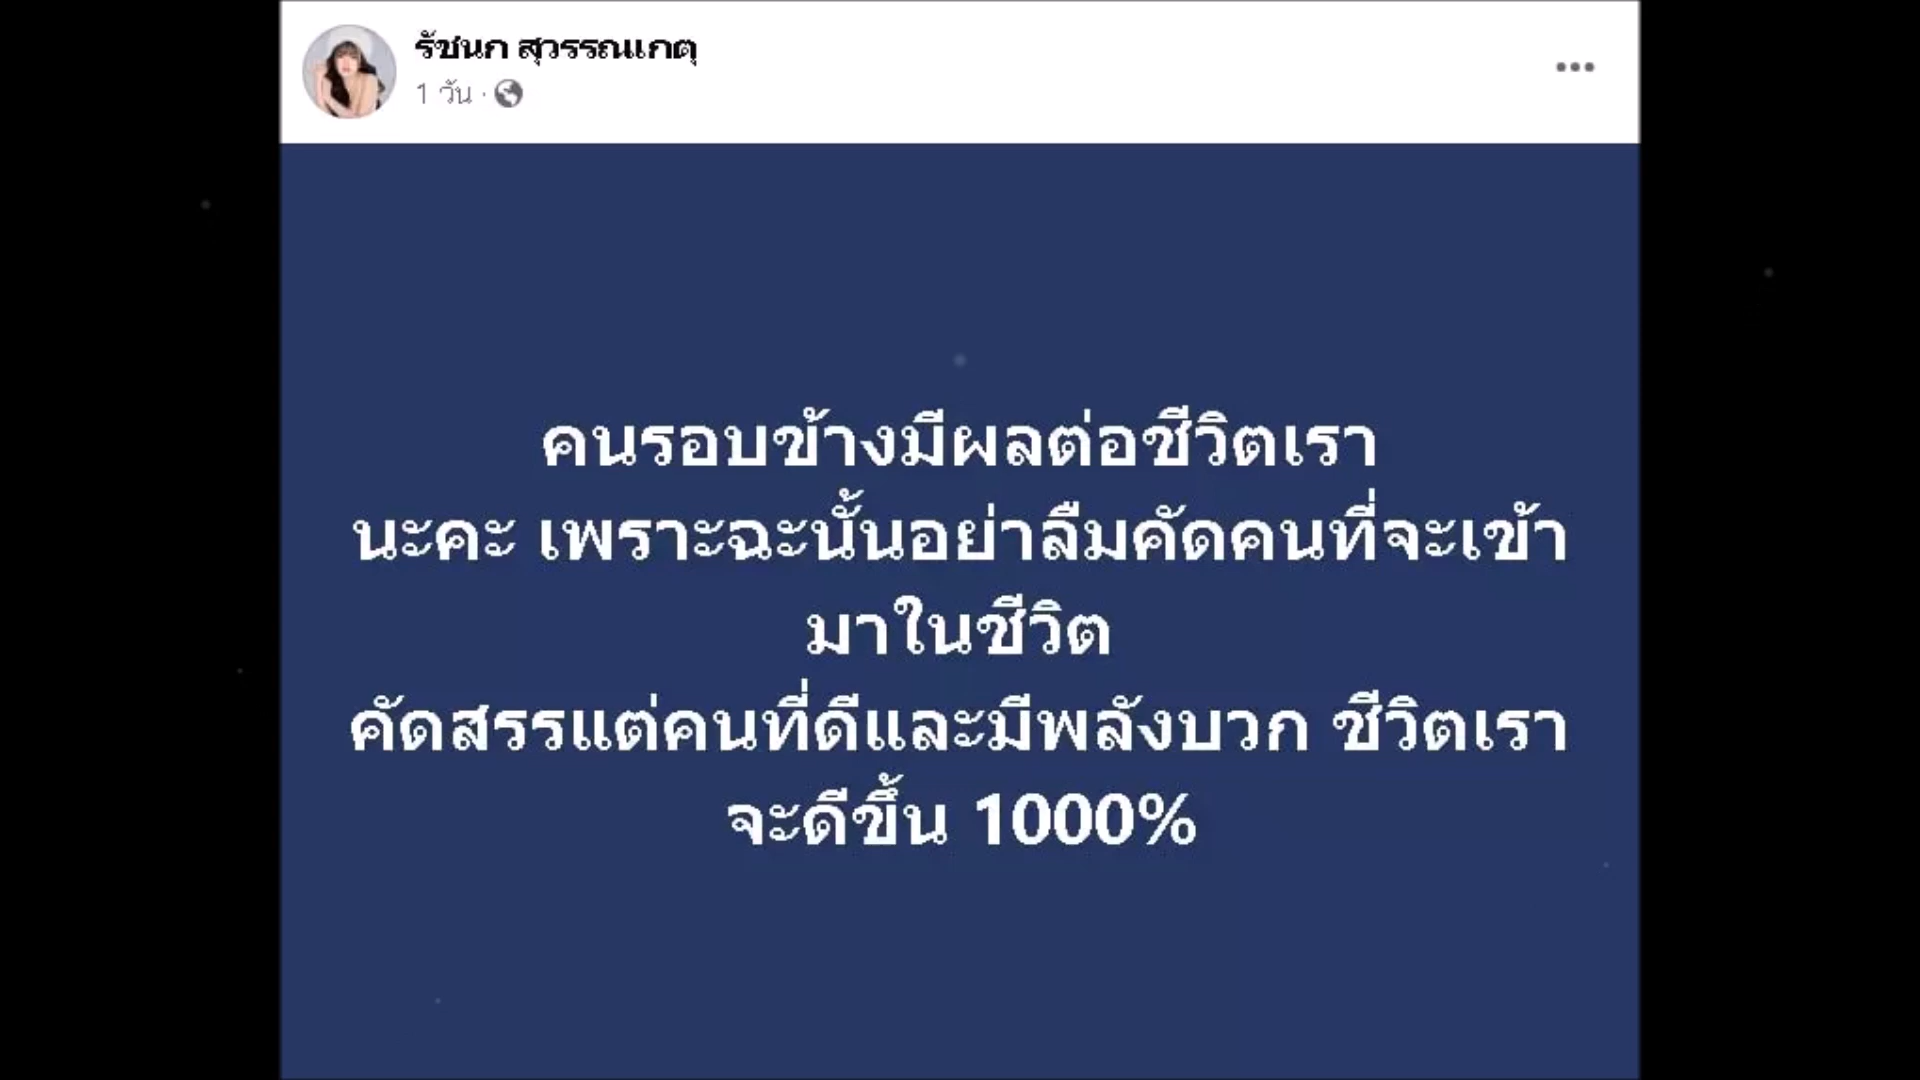 รัชนก สุวรรณเกตุ
1 วัน ·
คนรอบข้างมีผลต่อชีวิตเรา
นะคะ เพราะฉะนั้นอย่าลืมคัดคนที่จะเข้า
มาในชีวิต
คัดสรรแต่คนที่ดีและมีพลังบวก ชีวิตเรา
จะดีขึ้น 1000%